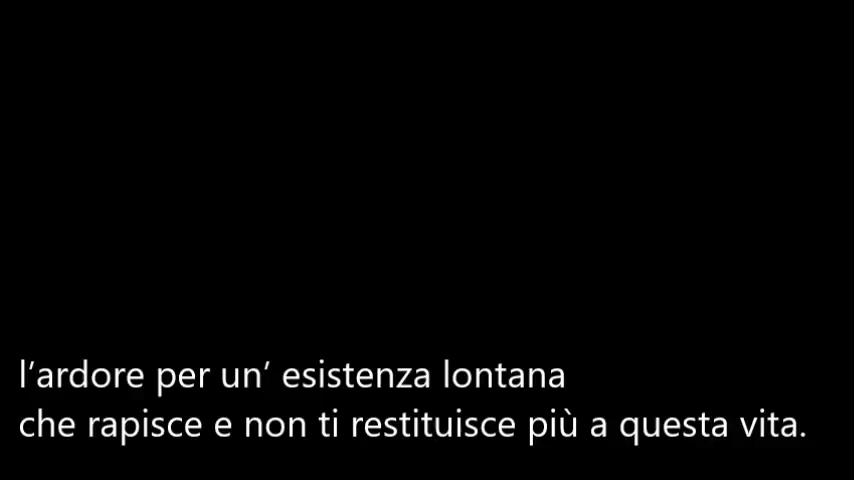 l’ardore per un’ esistenza lontana
che rapisce e non ti restituisce più a questa vita.